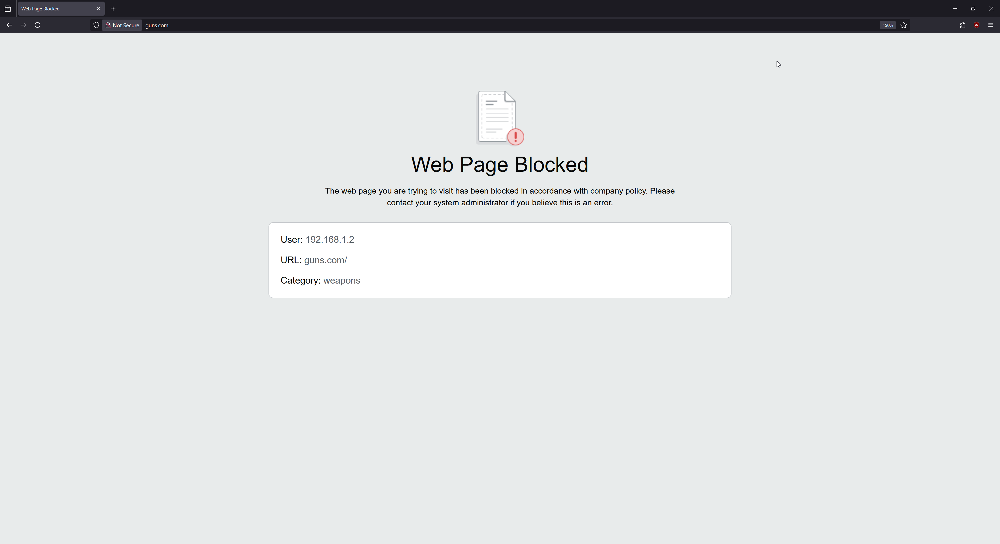 Web Page Blocked
Not Secure guns.com 150%
Web Page Blocked
The web page you are trying to visit has been blocked in accordance with company policy. Please
contact your system administrator if you believe this is an error.
User: 192.168.1.2
URL: guns.com/
Category: weapons